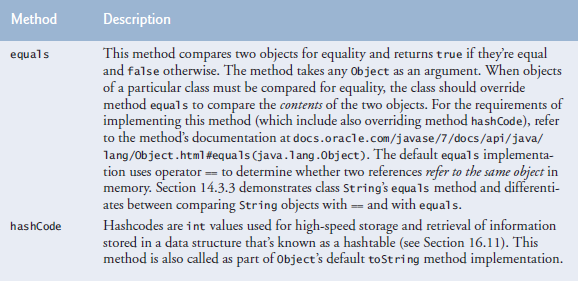 Method Description
equals This method compares two objects for equality and returns true if they’re equal
and false otherwise. The method takes any Object as an argument. When objects
of a particular class must be compared for equality, the class should override
method equals to compare the contents of the two objects. For the requirements of
implementing this method (which include also overriding method hashCode), refer
to the method’s documentation at docs.oracle.com/javase/7/docs/api/java/
lang/Object.html#equals(java.lang.Object). The default equals implementa-
tion uses operator == to determine whether two references refer to the same object in
memory. Section 14.3.3 demonstrates class String’s equals method and differenti-
ates between comparing String objects with == and with equals.
hashCode Hashcodes are int values used for high-speed storage and retrieval of information
stored in a data structure that’s known as a hashtable (see Section 16.11). This
method is also called as part of Object’s default toString method implementation.